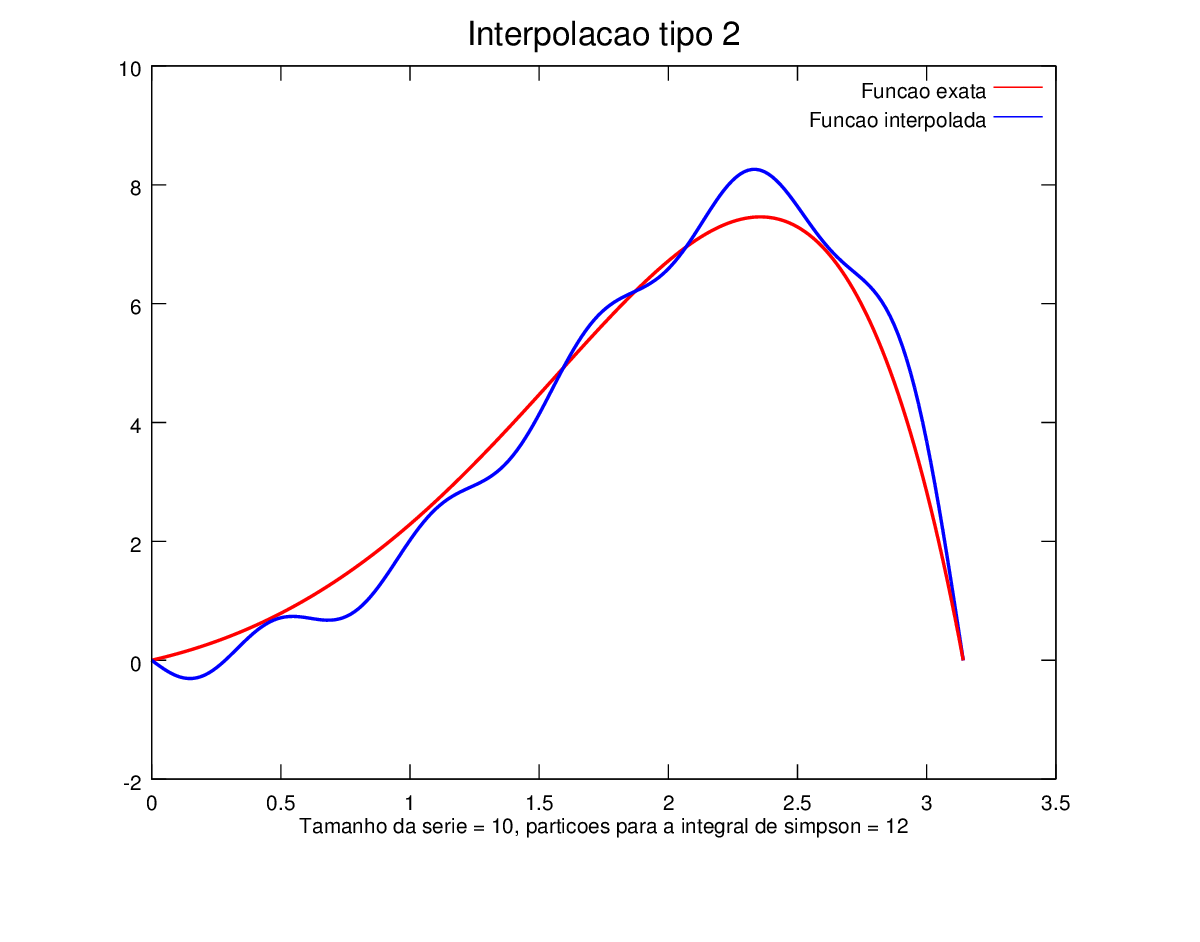 Interpolacao tipo 2
10
8
6
4
2
0
-2
Funcao exata
Funcao interpolada
0 0.5 1 1.5 2 2.5 3 3.5
Tamanho da serie = 10, particoes para a integral de simpson = 12